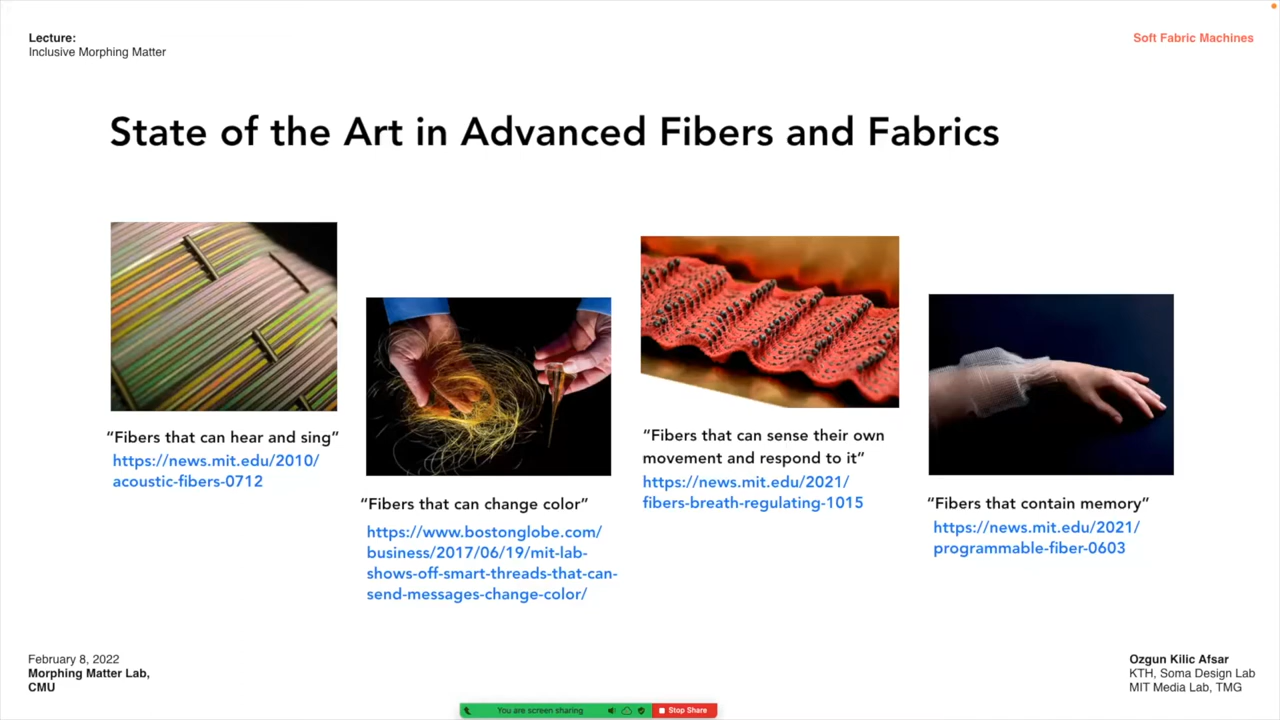 Lecture:
Inclusive Morphing Matter
Soft Fabric Machines
State of the Art in Advanced Fibers and Fabrics
“Fibers that can hear and sing”
https://news.mit.edu/2010/
acoustic-fibers-0712
“Fibers that can change color”
https://www.bostonglobe.com/
business/2017/06/19/mit-lab-
shows-off-smart-threads-that-can-
send-messages-change-color/
“Fibers that can sense their own
movement and respond to it”
https://news.mit.edu/2021/
fibers-breath-regulating-1015
“Fibers that contain memory”
https://news.mit.edu/2021/
programmable-fiber-0603
February 8, 2022
Morphing Matter Lab,
CMU
Ozgun Kilic Afsar
KTH, Soma Design Lab
MIT Media Lab, TMG
You are screen sharing
Stop Share